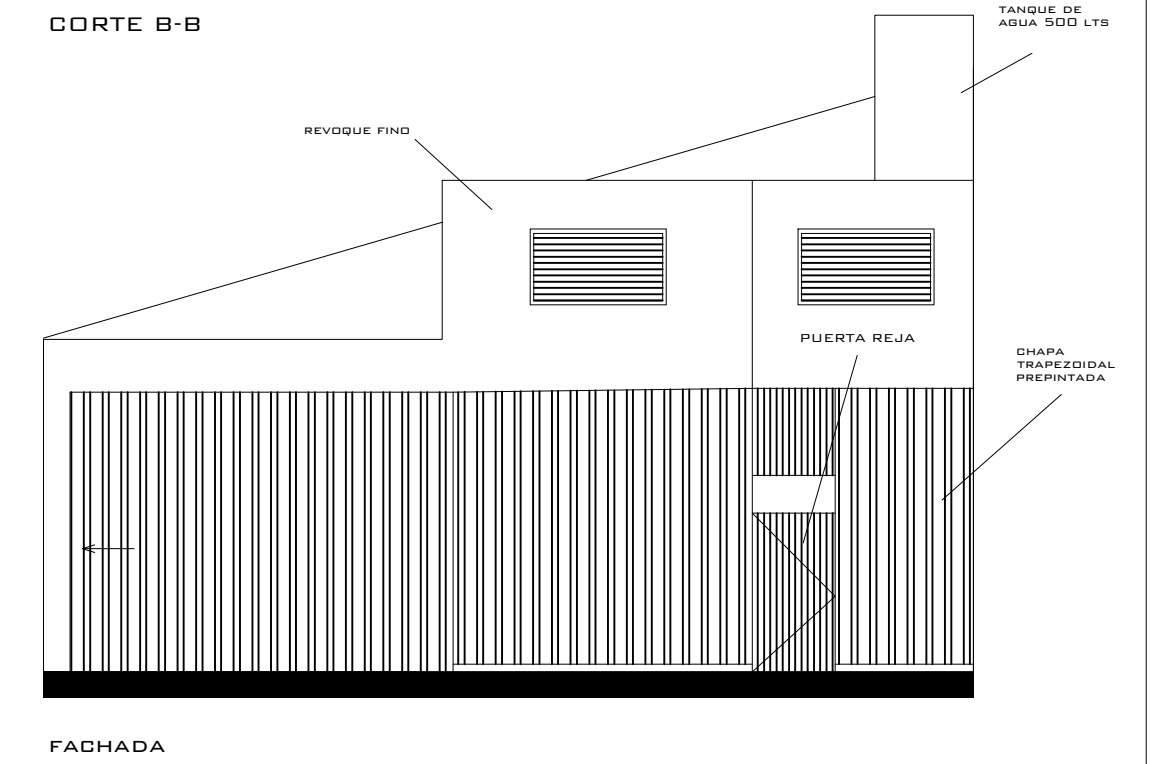 CORTE B-B
TANQUE DE
AGUA 500 LTS
REVOQUE FINO
PUERTA REJA
CHAPA
TRAPEZOIDAL
PREPINTADA
FACHADA